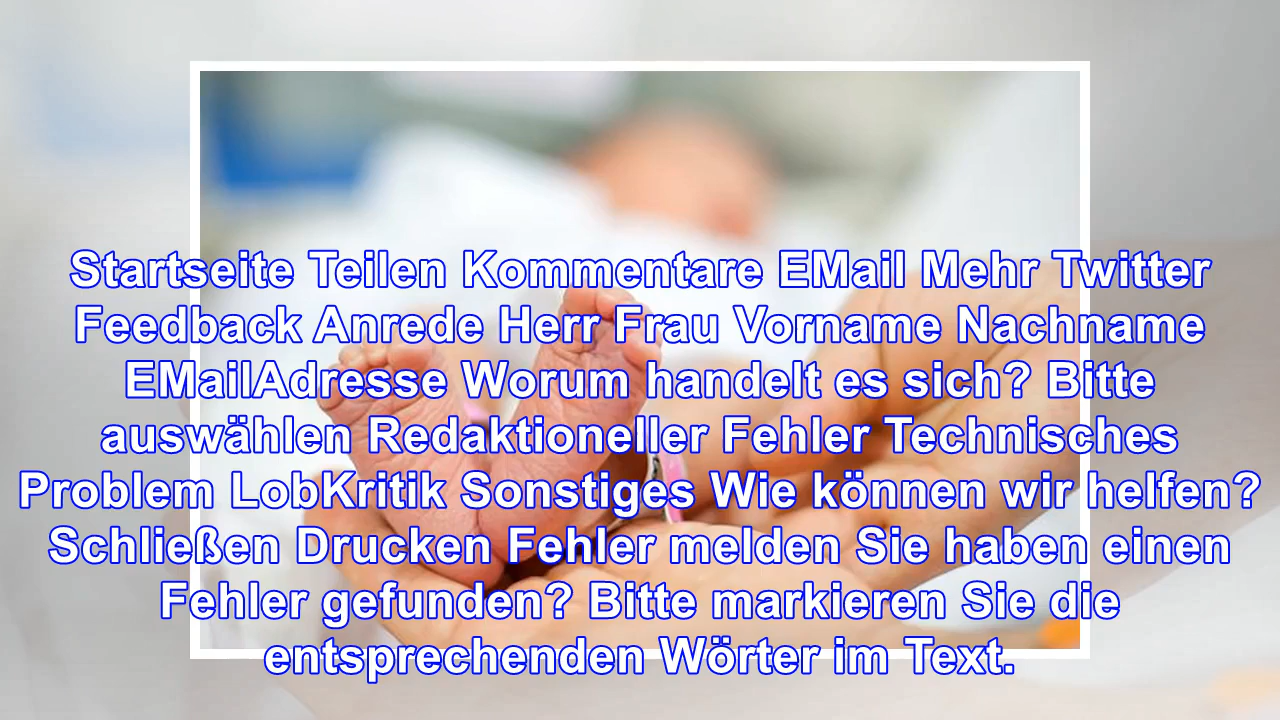 Startseite Teilen Kommentare EMail Mehr Twitter
Feedback Anrede Herr Frau Vorname Nachname
EMailAdresse Worum handelt es sich? Bitte
auswählen Redaktioneller Fehler Technisches
Problem LobKritik Sonstiges Wie können wir helfen?
Schließen Drucken Fehler melden Sie haben einen
Fehler gefunden? Bitte markieren Sie die
entsprechenden Wörter im Text.